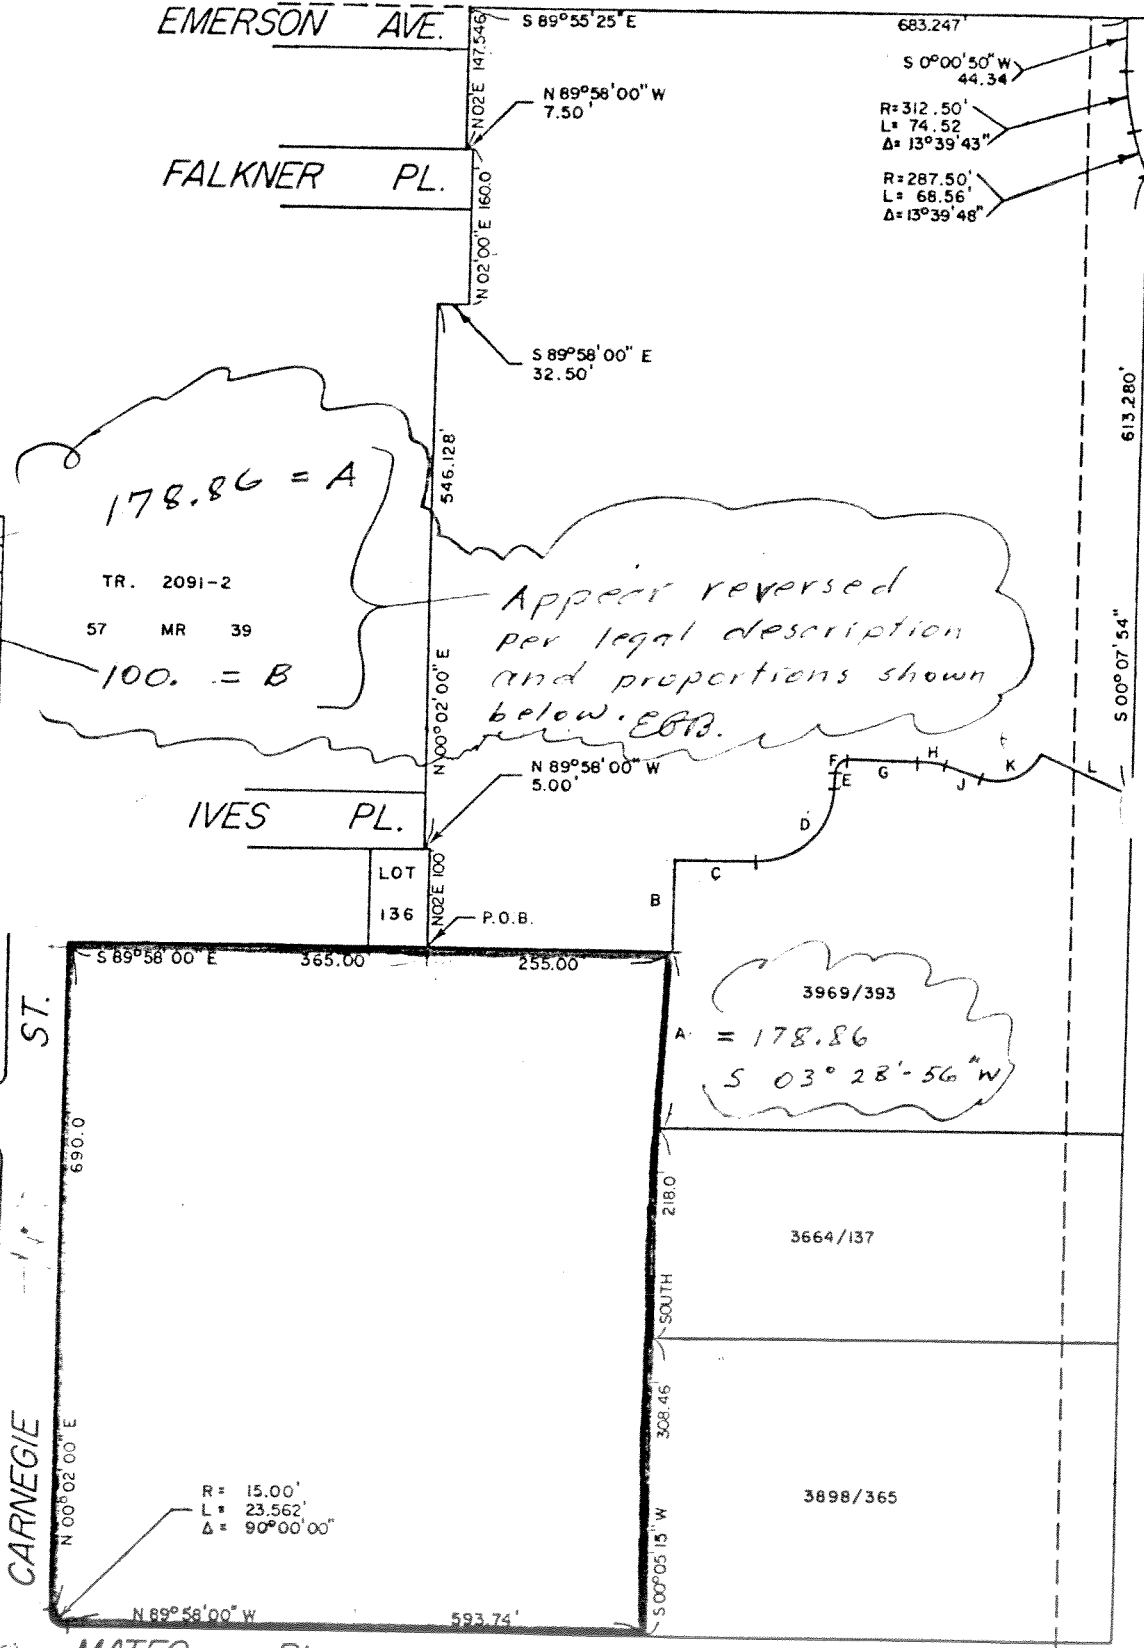 EMERSON AVE.
S 89°55'25" E
683.247'
N02'E 147.546
S 0°00'50" W
44.34
N 89°58'00" W
7.50'
R=312.50'
L= 74.52
Δ= 13°39'43"
FALKNER PL.
N 02'00"E 160.0'
R=287.50'
L= 68.56'
Δ=13°39'48"
S 89°58'00" E
32.50'
613.280'
546.128'
178.86 = A
TR. 2091-2
57 MR 39
100. = B
Appear reversed
per legal description
and proportions shown
below. EGB.
N 00°02'00" E
S 00°07'54"
N 89°58'00" W
5.00'
F
G
H
J
K
L
E
D
IVES PL.
C
B
LOT
136
N02'E 100
P.O.B.
S 89°58'00" E
365.00
255.00
3969/393
A = 178.86
S 03° 28'-56" W
ST.
690.0
218.0'
SOUTH
3664/137
308.46'
S 00°05'15" W
3898/365
CARNEGIE
N 00°02'00" E
R= 15.00'
L= 23.562'
Δ= 90°00'00"
N 89°58'00" W
593.74'